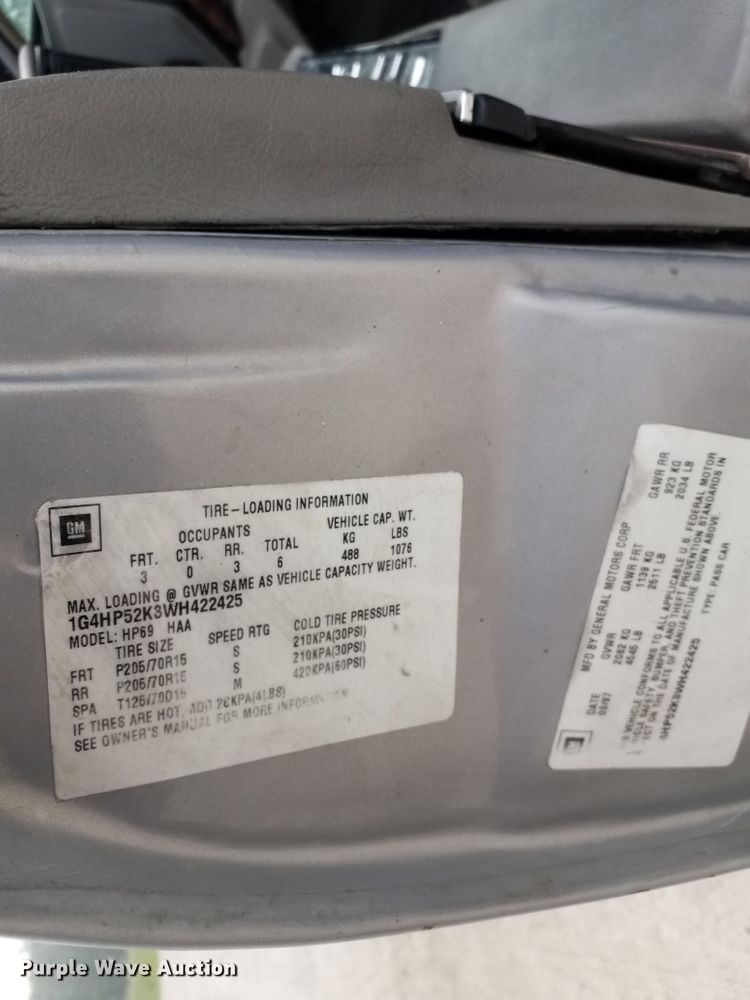 GM
TIRE-LOADING INFORMATION
OCCUPANTS VEHICLE CAP. WT.
FRT. CTR. RR. TOTAL KG LBS
3 0 3 6 488 1076
MAX. LOADING @ GVWR SAME AS VEHICLE CAPACITY WEIGHT.
1G4HP52K3WH422425
MODEL: HP69 HAA
TIRE SIZE SPEED RTG COLD TIRE PRESSURE
FRT P205/70R15 S 210KPA(30PSI)
RR P205/70R15 S 210KPA(30PSI)
SPA T125/70D15 M 420KPA(60PSI)
IF TIRES ARE HOT, ADD 28KPA(4LBS)
SEE OWNER'S MANUAL FOR MORE INFORMATION
MFD BY GENERAL MOTORS CORP
DATE GVWR GAWR FRT GAWR RR
09/97 2062 KG 1139 KG 923 KG
4545 LB 2511 LB 2034 LB
VEHICLE CONFORMS TO ALL APPLICABLE U.S. FEDERAL MOTOR
SAFETY, BUMPER, AND THEFT PREVENTION STANDARDS IN
ON THE DATE OF MANUFACTURE SHOWN ABOVE.
4HP52K3WH422425 TYPE: PASS CAR
Purple Wave Auction